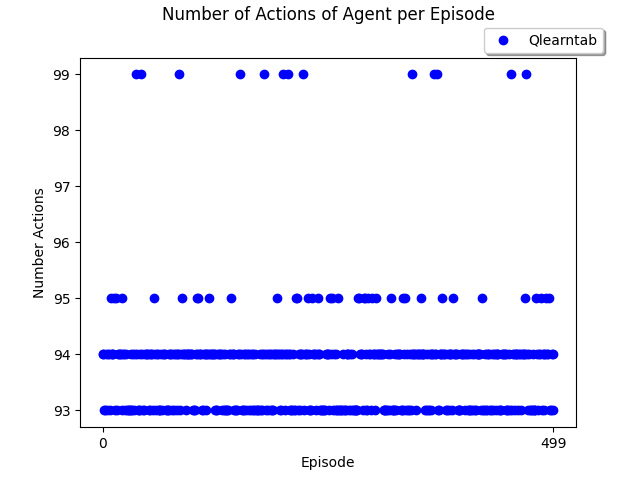 Number of Actions of Agent per Episode
Qlearntab
99
98
97
96
95
94
93
Number Actions
0
499
Episode